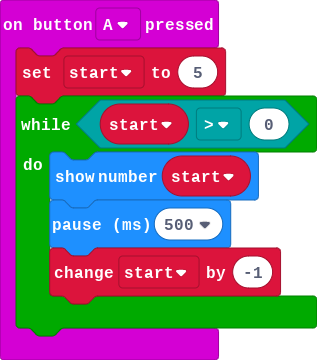 on button A pressed
set start to 5
while start > 0
do
show number start
pause (ms) 500
change start by -1